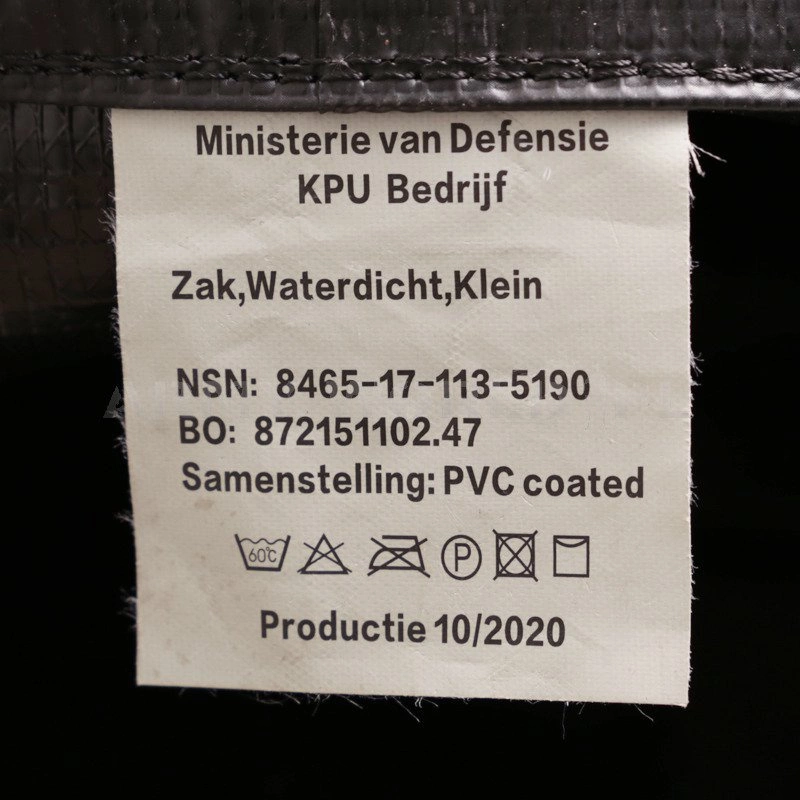 Ministerie van Defensie
KPU Bedrijf
Zak,Waterdicht,Klein
NSN: 8465-17-113-5190
BO: 872151102.47
Samenstelling: PVC coated
60°C P
Productie 10/2020